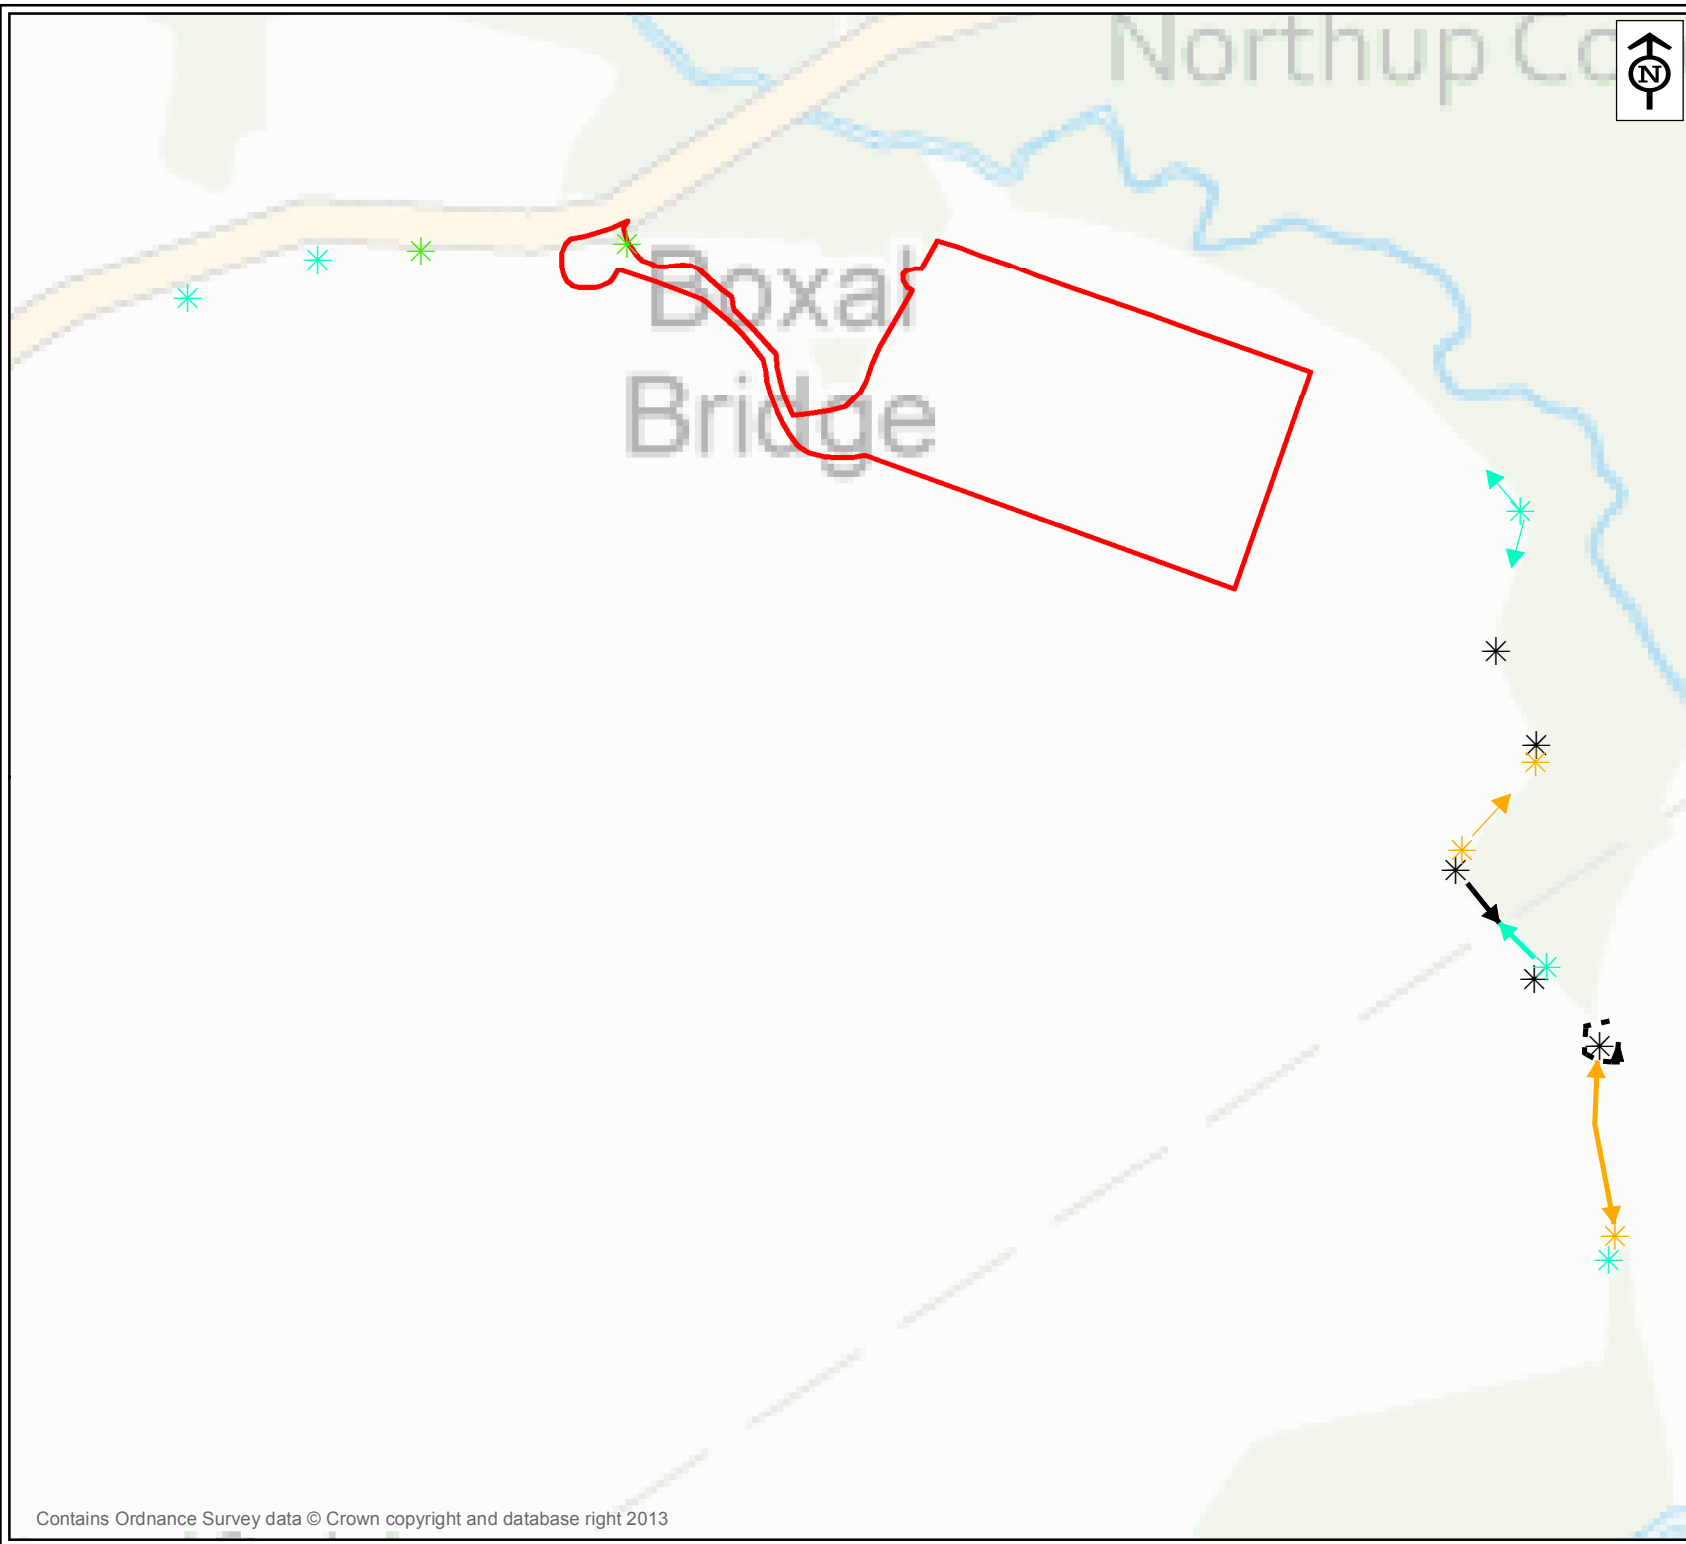 Northup Co
N
Boxal
Bridge
Contains Ordnance Survey data © Crown copyright and database right 2013